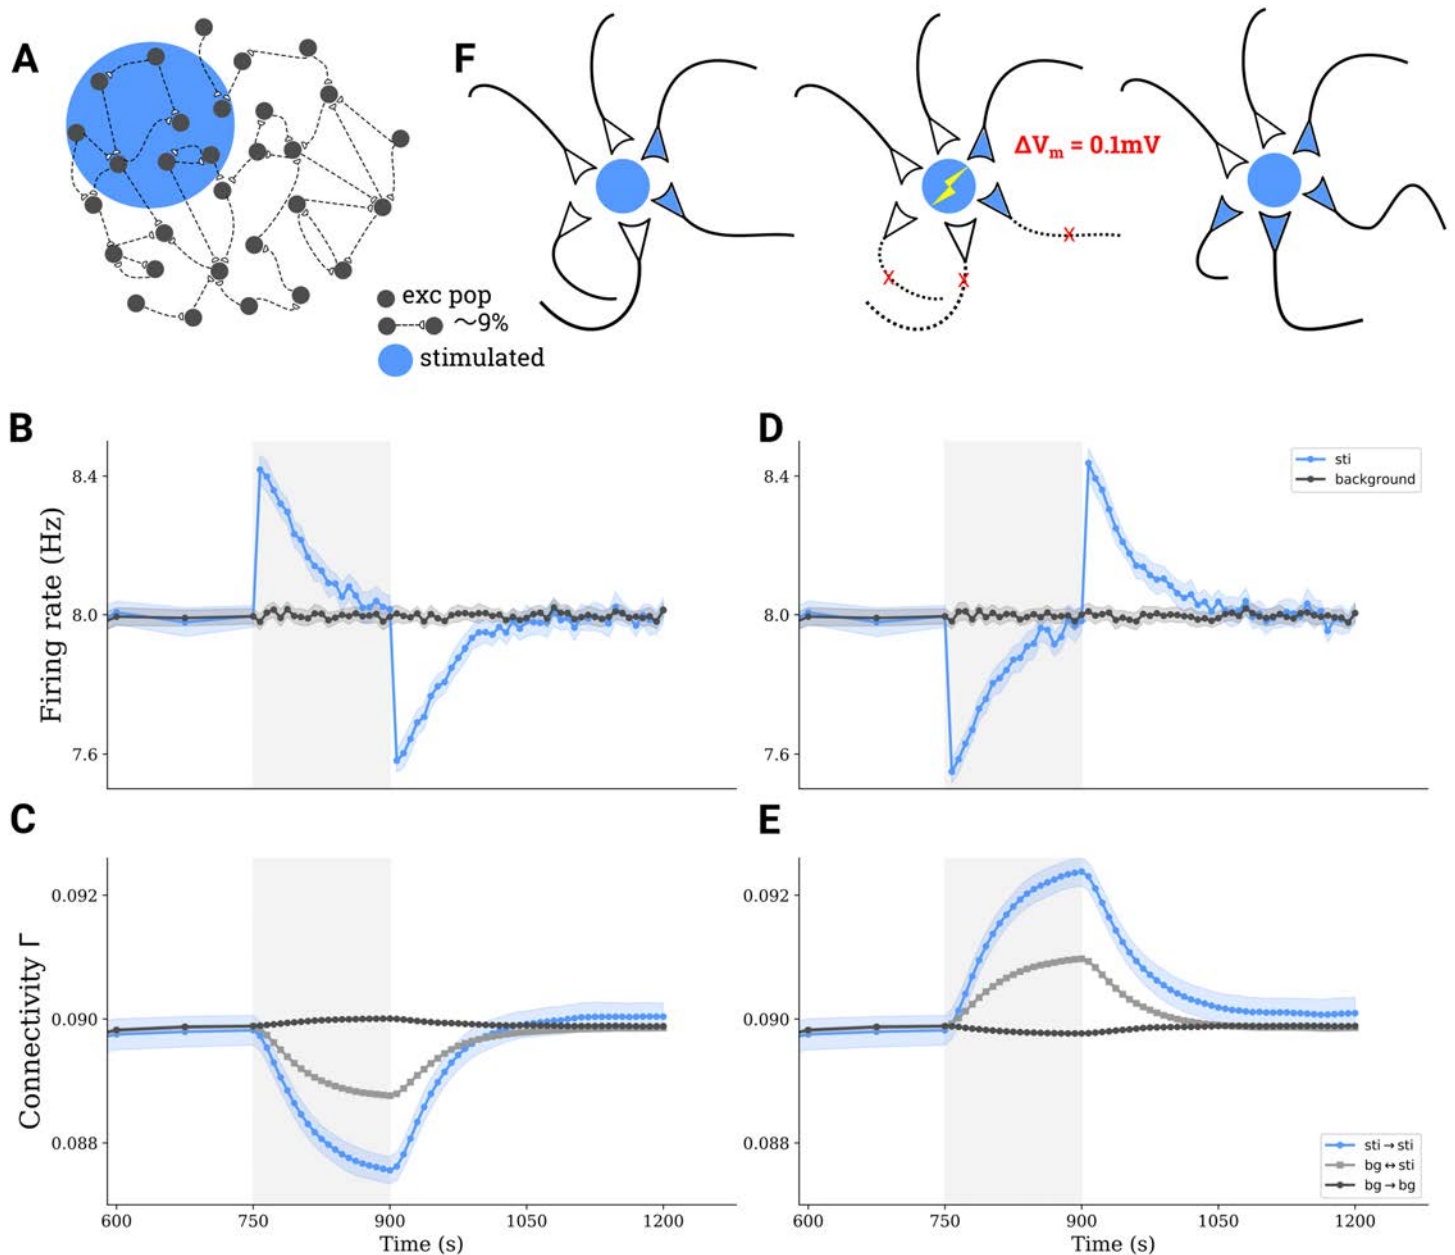 A
exc pop
~9%
stimulated
F
ΔVm = 0.1mV
X
X
X
B
Firing rate (Hz)
8.4
8.0
7.6
D
sti
background
8.4
8.0
7.6
C
Connectivity Γ
0.092
0.090
0.088
600 750 900 1050 1200
Time (s)
E
0.092
0.090
0.088
sti→sti
bg↔sti
bg→bg
600 750 900 1050 1200
Time (s)